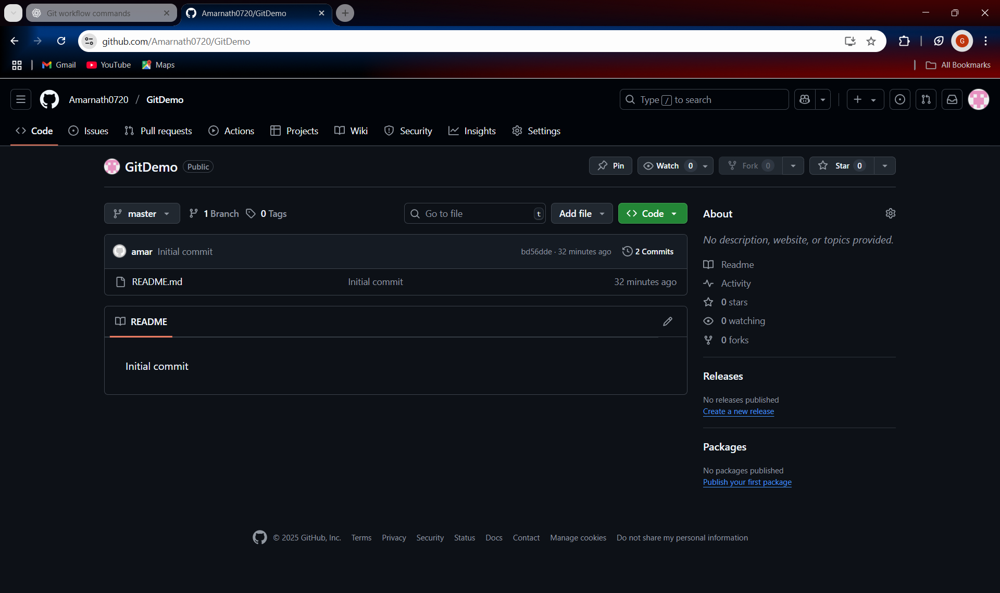 Git workflow commands
Amarnath0720/GitDemo
github.com/Amarnath0720/GitDemo
G
Gmail
YouTube
Maps
All Bookmarks
Amarnath0720 / GitDemo
Type / to search
Code
Issues
Pull requests
Actions
Projects
Wiki
Security
Insights
Settings
GitDemo Public
Pin
Watch 0
Fork 0
Star 0
master
1 Branch
0 Tags
Go to file t
Add file
Code
amar Initial commit
bd56dde · 32 minutes ago
2 Commits
README.md
Initial commit
32 minutes ago
README
Initial commit
About
No description, website, or topics provided.
Readme
Activity
0 stars
0 watching
0 forks
Releases
No releases published
Create a new release
Packages
No packages published
Publish your first package
© 2025 GitHub, Inc.
Terms
Privacy
Security
Status
Docs
Contact
Manage cookies
Do not share my personal information